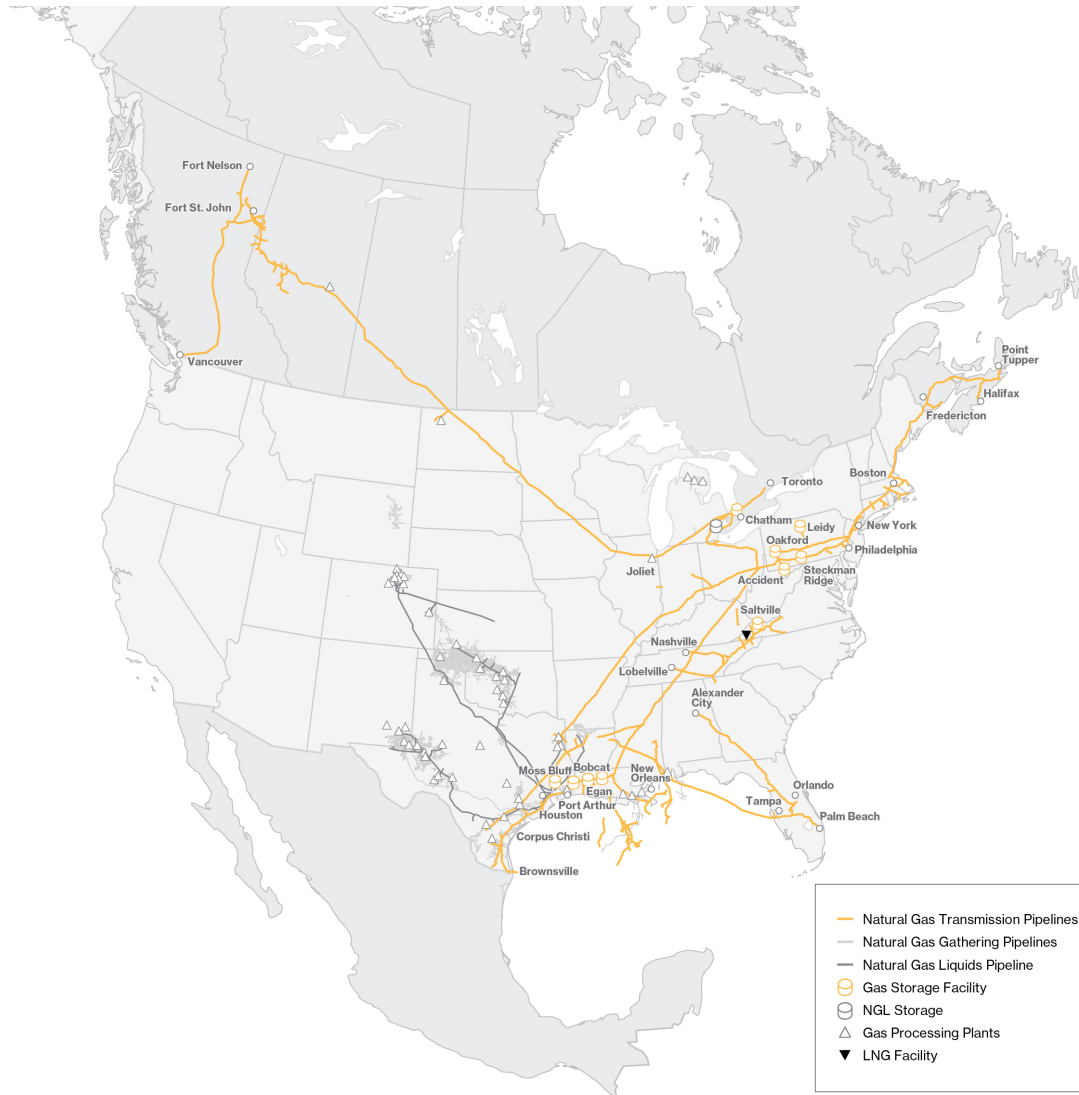 Fort Nelson
Fort St. John
Vancouver
Point
Tupper
Halifax
Fredericton
Boston
Toronto
Chatham
Leidy
New York
Oakford
Philadelphia
Joliet
Accident
Steckman
Ridge
Saltville
Nashville
Lobelville
Alexander
City
Moss Bluff
Bobcat
New
Orleans
Egan
Port Arthur
Houston
Orlando
Tampa
Palm Beach
Corpus Christi
Brownsville
Natural Gas Transmission Pipelines
Natural Gas Gathering Pipelines
Natural Gas Liquids Pipeline
Gas Storage Facility
NGL Storage
Gas Processing Plants
LNG Facility